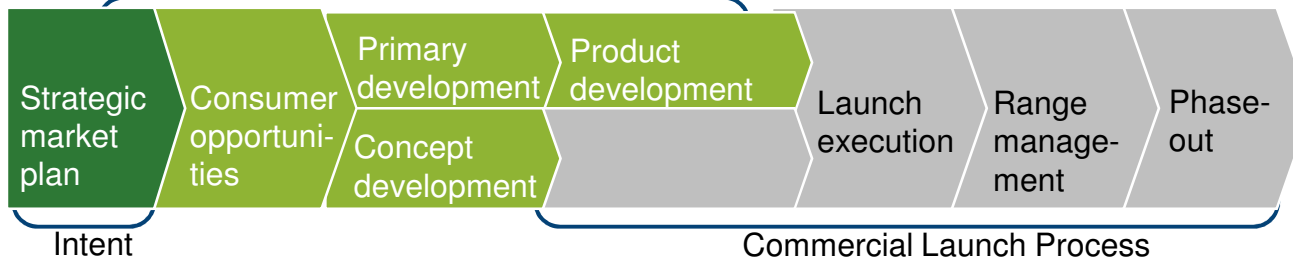 Strategic
market
plan
Consumer
opportuni-
ties
Primary
development
Concept
development
Product
development
Launch
execution
Range
manage-
ment
Phase-
out
Intent
Commercial Launch Process